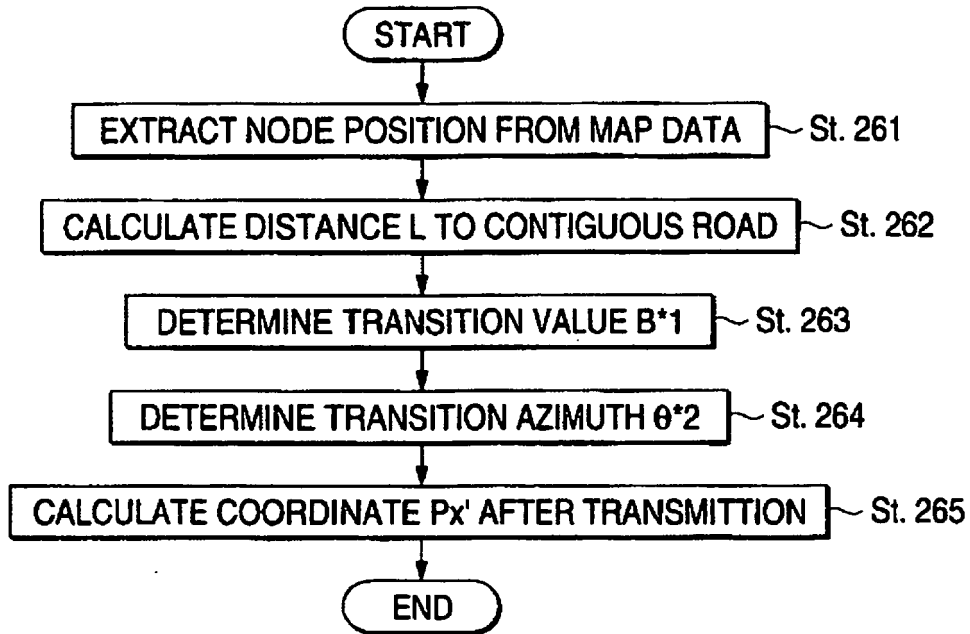 START
EXTRACT NODE POSITION FROM MAP DATA St. 261
CALCULATE DISTANCE L TO CONTIGUOUS ROAD St. 262
DETERMINE TRANSITION VALUE B*1 St. 263
DETERMINE TRANSITION AZIMUTH θ*2 St. 264
CALCULATE COORDINATE Px' AFTER TRANSMITTION St. 265
END